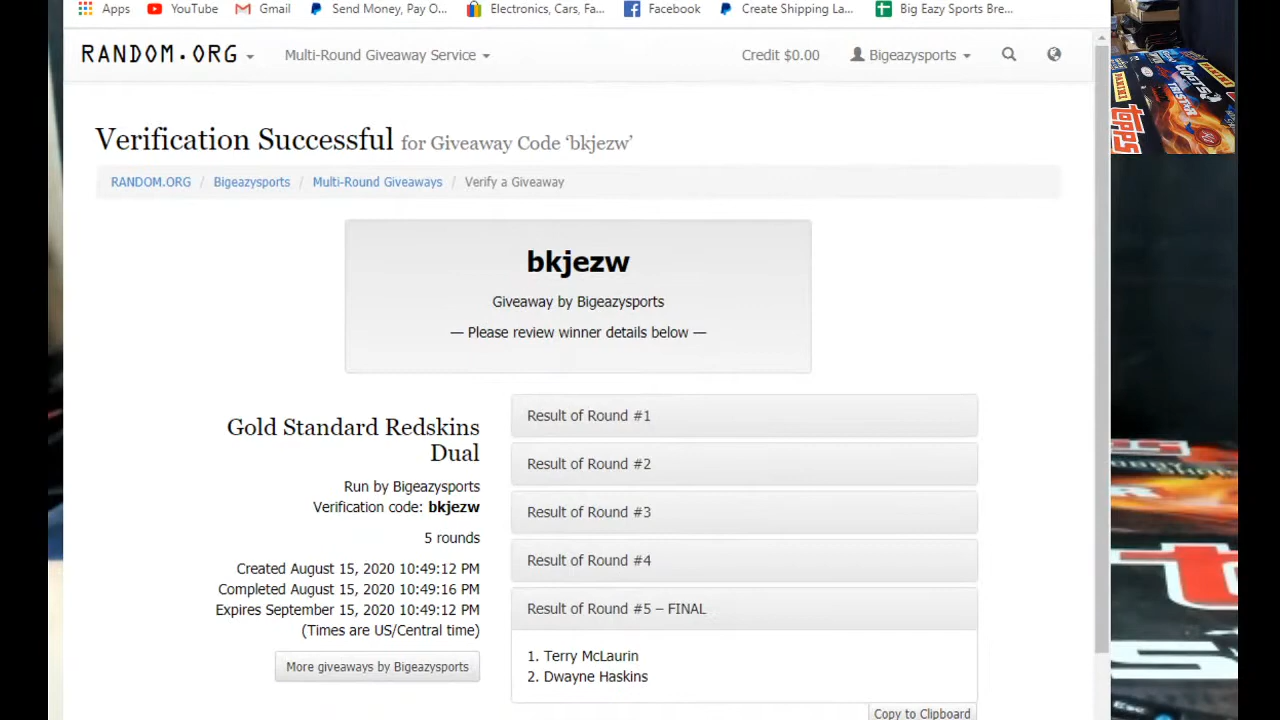 Apps YouTube Gmail Send Money, Pay O... Electronics, Cars, Fa... Facebook Create Shipping La... Big Eazy Sports Bre...
RANDOM.ORG Multi-Round Giveaway Service Credit $0.00 Bigeazysports
Verification Successful for Giveaway Code ‘bkjezw’
RANDOM.ORG / Bigeazysports / Multi-Round Giveaways / Verify a Giveaway
bkjezw
Giveaway by Bigeazysports
— Please review winner details below —
Gold Standard Redskins
Dual
Run by Bigeazysports
Verification code: bkjezw
5 rounds
Created August 15, 2020 10:49:12 PM
Completed August 15, 2020 10:49:16 PM
Expires September 15, 2020 10:49:12 PM
(Times are US/Central time)
More giveaways by Bigeazysports
Result of Round #1
Result of Round #2
Result of Round #3
Result of Round #4
Result of Round #5 – FINAL
1. Terry McLaurin
2. Dwayne Haskins
Copy to Clipboard
PANINI
GOGTS
TRISTAR
PANINI
TOPPS